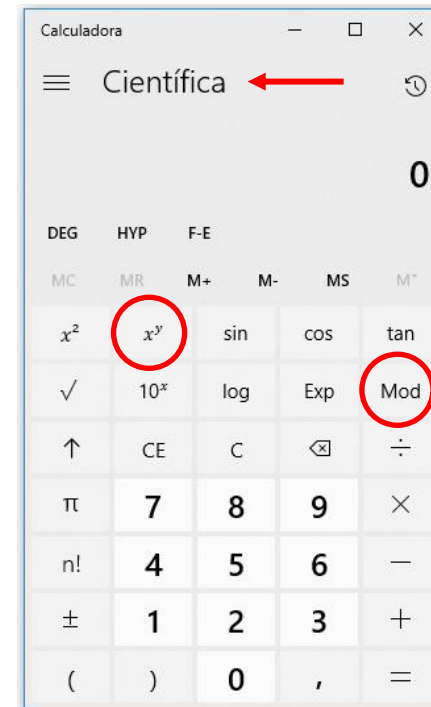 Calculadora
Científica
0
DEG HYP F-E
MC MR M+ M- MS M˅
x² xʸ sin cos tan
√ 10ˣ log Exp Mod
↑ CE C ÷
π 7 8 9 ×
n! 4 5 6 −
± 1 2 3 +
( ) 0 , =